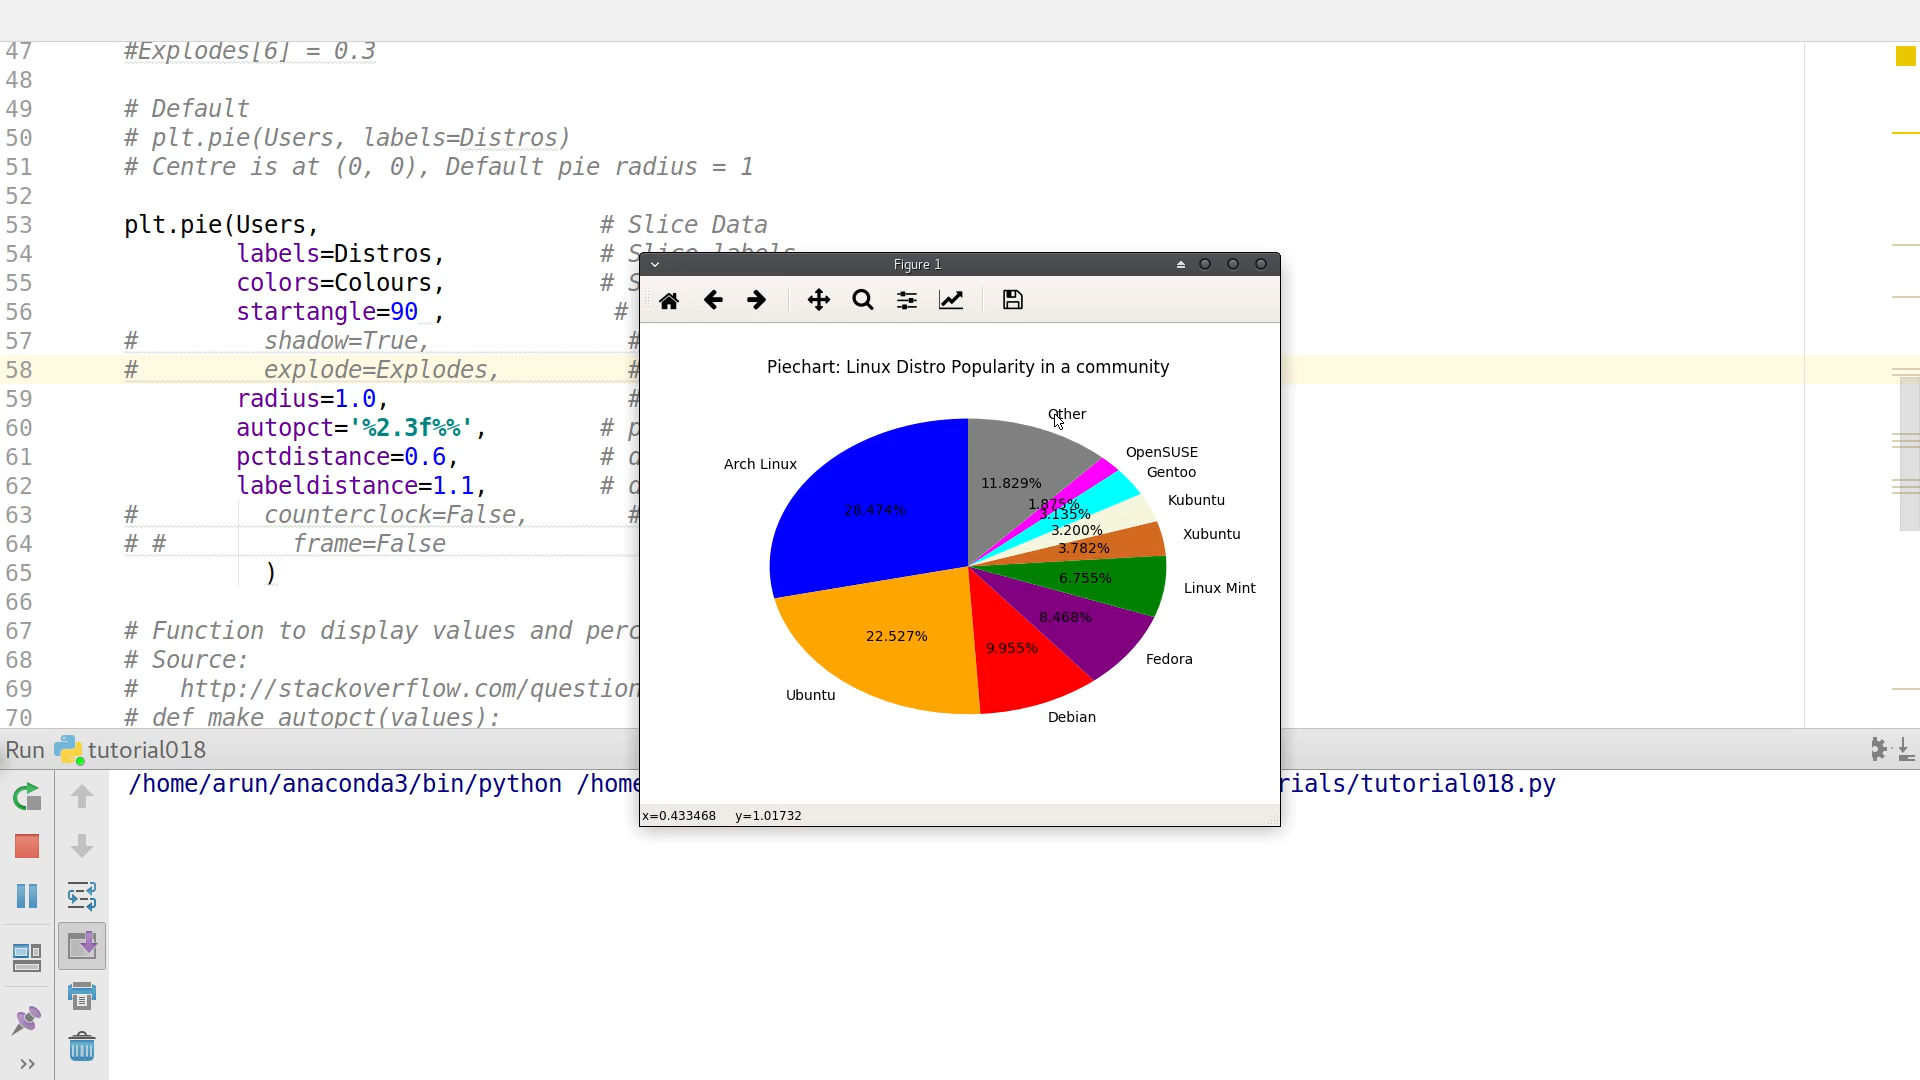 47 #Explodes[6] = 0.3
48
49 # Default
50 # plt.pie(Users, labels=Distros)
51 # Centre is at (0, 0), Default pie radius = 1
52
53 plt.pie(Users, # Slice Data
54 labels=Distros, # Slice labels
55 colors=Colours, # S
56 startangle=90 , #
57 # shadow=True, #
58 # explode=Explodes, #
59 radius=1.0, #
60 autopct='%2.3f%%', # p
61 pctdistance=0.6, # d
62 labeldistance=1.1, # d
63 # counterclock=False, #
64 # # frame=False
65 )
66
67 # Function to display values and perc
68 # Source:
69 # http://stackoverflow.com/question
70 # def make_autopct(values):
Figure 1
Piechart: Linux Distro Popularity in a community
Other
OpenSUSE
Arch Linux
Gentoo
11.829%
Kubuntu
1.875%
28.474%
3.135%
3.200%
Xubuntu
3.782%
6.755%
Linux Mint
8.468%
22.527%
9.955%
Fedora
Ubuntu
Debian
x=0.433468 y=1.01732
Run tutorial018
/home/arun/anaconda3/bin/python /home
rials/tutorial018.py